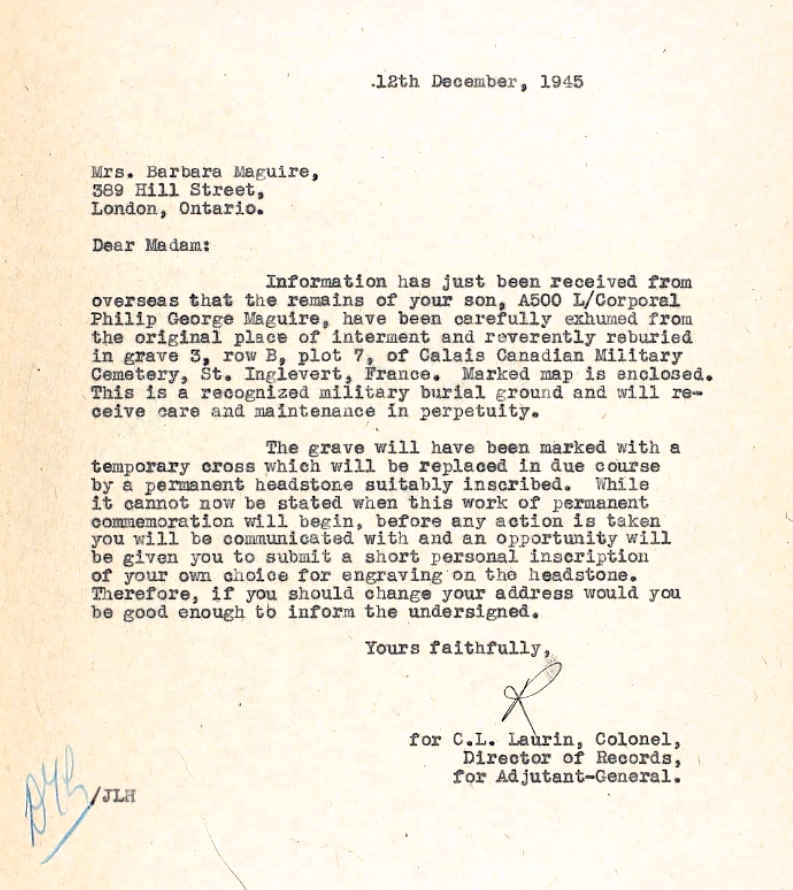 12th December, 1945
Mrs. Barbara Maguire,
389 Hill Street,
London, Ontario.
Dear Madam:
Information has just been received from
overseas that the remains of your son, A500 L/Corporal
Philip George Maguire, have been carefully exhumed from
the original place of interment and reverently reburied
in grave 3, row B, plot 7, of Calais Canadian Military
Cemetery, St. Inglevert, France. Marked map is enclosed.
This is a recognized military burial ground and will re-
ceive care and maintenance in perpetuity.
The grave will have been marked with a
temporary cross which will be replaced in due course
by a permanent headstone suitably inscribed. While
it cannot now be stated when this work of permanent
commemoration will begin, before any action is taken
you will be communicated with and an opportunity will
be given you to submit a short personal inscription
of your own choice for engraving on the headstone.
Therefore, if you should change your address would you
be good enough to inform the undersigned.
Yours faithfully,
for C.L. Laurin, Colonel,
Director of Records,
for Adjutant-General.
/JLH